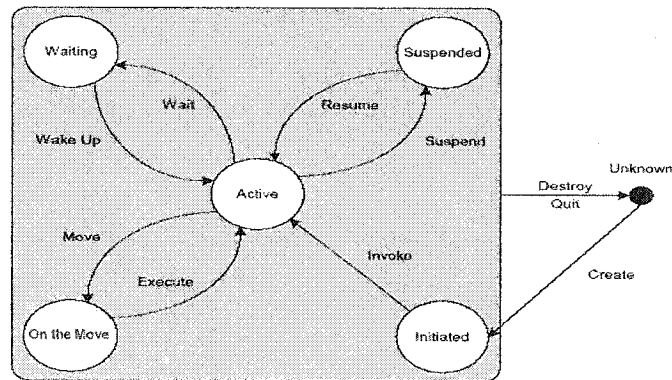 Waiting
Suspended
Wait
Resume
Wake Up
Suspend
Active
Unknown
Destroy
Quit
Move
Invoke
Create
Execute
On the Move
Initiated